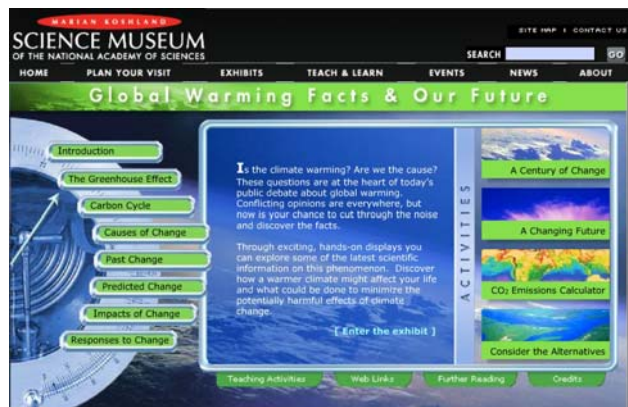 MARIAN KOSHLAND
SCIENCE MUSEUM
OF THE NATIONAL ACADEMY OF SCIENCES
SITE MAP | CONTACT US
SEARCH
GO
HOME PLAN YOUR VISIT EXHIBITS TEACH & LEARN EVENTS NEWS ABOUT
Global Warming Facts & Our Future
Introduction
The Greenhouse Effect
Carbon Cycle
Causes of Change
Past Change
Predicted Change
Impacts of Change
Responses to Change
Is the climate warming? Are we the cause?
These questions are at the heart of today's
public debate about global warming.
Conflicting opinions are everywhere, but
now is your chance to cut through the noise
and discover the facts.
Through exciting, hands-on displays you
can explore some of the latest scientific
information on this phenomenon. Discover
how a warmer climate might affect your life
and what could be done to minimize the
potentially harmful effects of climate
change.
[ Enter the exhibit ]
ACTIVITIES
A Century of Change
A Changing Future
CO₂ Emissions Calculator
Consider the Alternatives
Teaching Activities Web Links Further Reading Credits